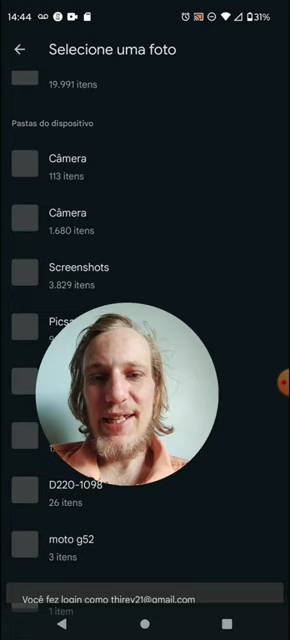 14:44
31%
Selecione uma foto
19.991 itens
Pastas do dispositivo
Câmera
113 itens
Câmera
1.680 itens
Screenshots
3.829 itens
D220-1098
26 itens
moto g52
3 itens
Você fez login como thirev21@gmail.com
1 item